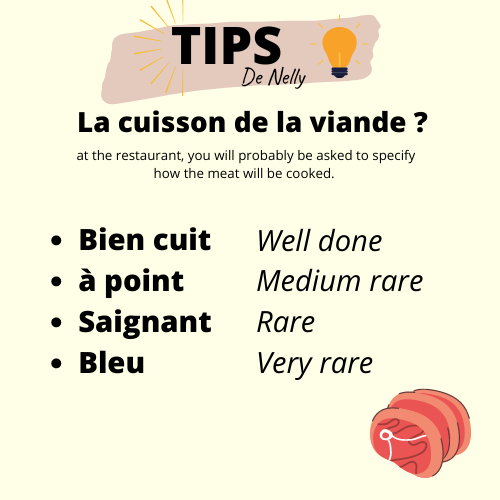 TIPS
De Nelly
La cuisson de la viande ?
at the restaurant, you will probably be asked to specify
how the meat will be cooked.
• Bien cuit Well done
• à point Medium rare
• Saignant Rare
• Bleu Very rare